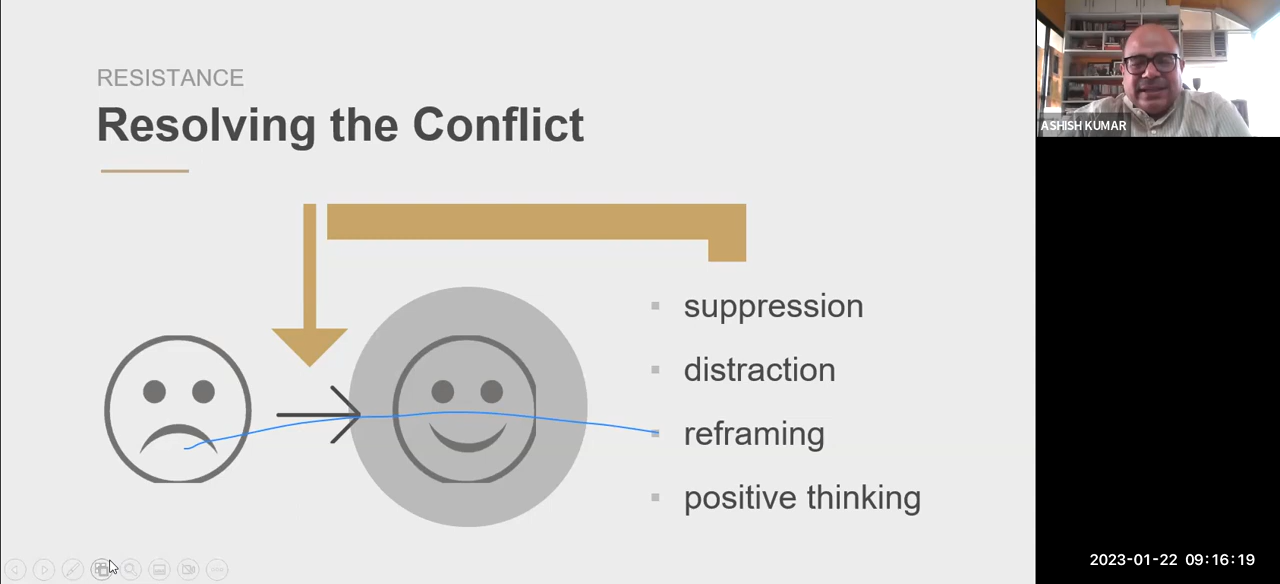 RESISTANCE
Resolving the Conflict
suppression
distraction
reframing
positive thinking
ASHISH KUMAR
2023-01-22 09:16:19